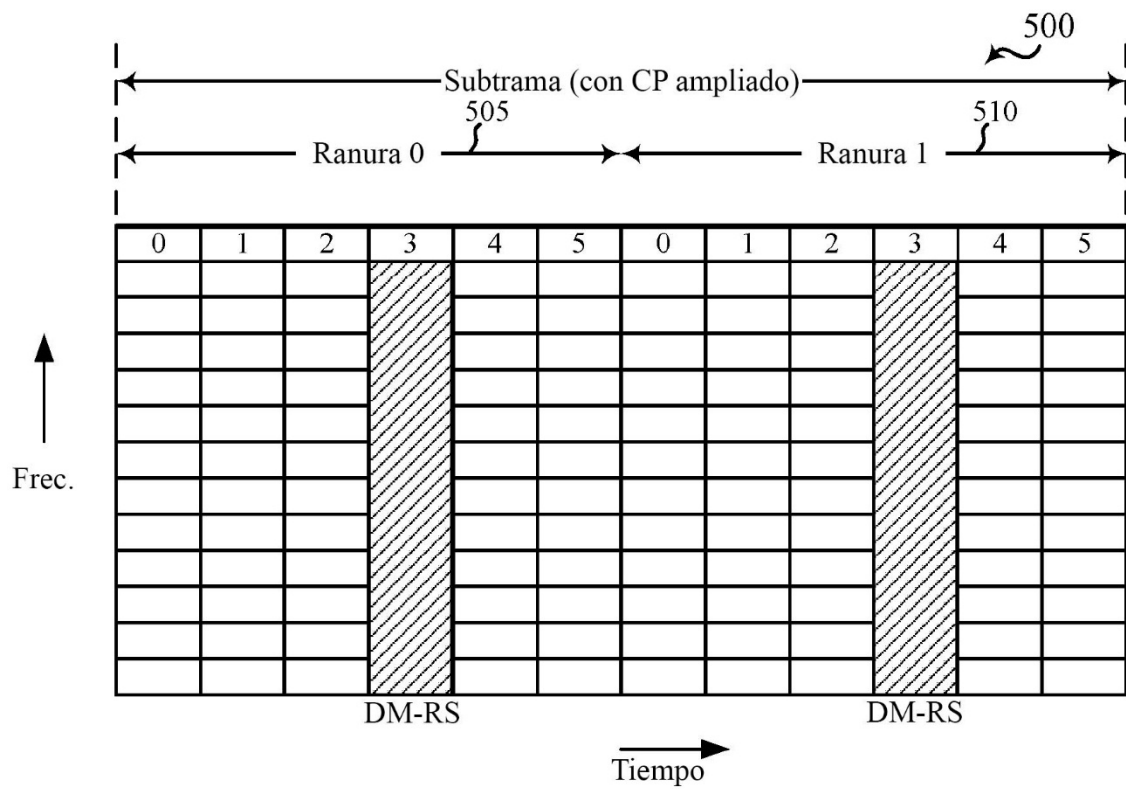 500
Subtrama (con CP ampliado)
505
510
Ranura 0
Ranura 1
0 1 2 3 4 5 0 1 2 3 4 5
Frec.
DM-RS
DM-RS
Tiempo